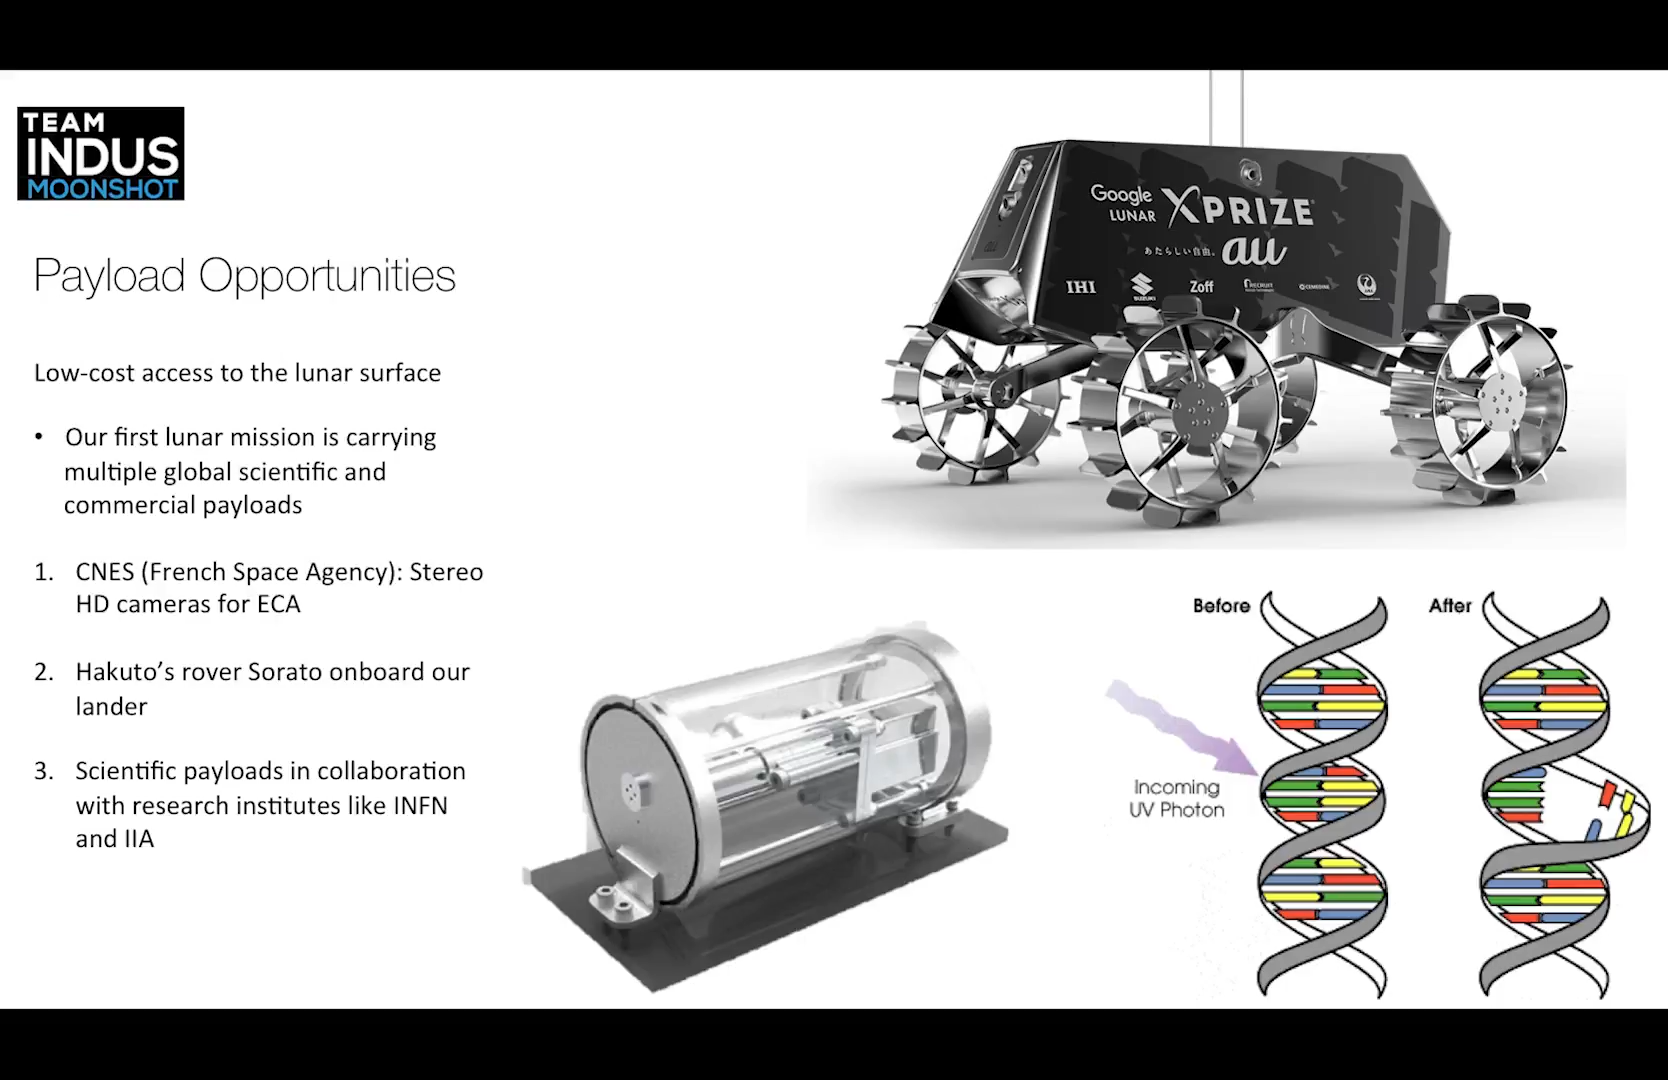 TEAM
INDUS
MOONSHOT
Payload Opportunities
Low-cost access to the lunar surface
• Our first lunar mission is carrying
multiple global scientific and
commercial payloads
1. CNES (French Space Agency): Stereo
HD cameras for ECA
2. Hakuto’s rover Sorato onboard our
lander
3. Scientific payloads in collaboration
with research institutes like INFN
and IIA
Google
LUNAR XPRIZE
あたらしい自由。 au
IHI SUZUKI Zoff RECRUIT
au
Before
After
Incoming
UV Photon